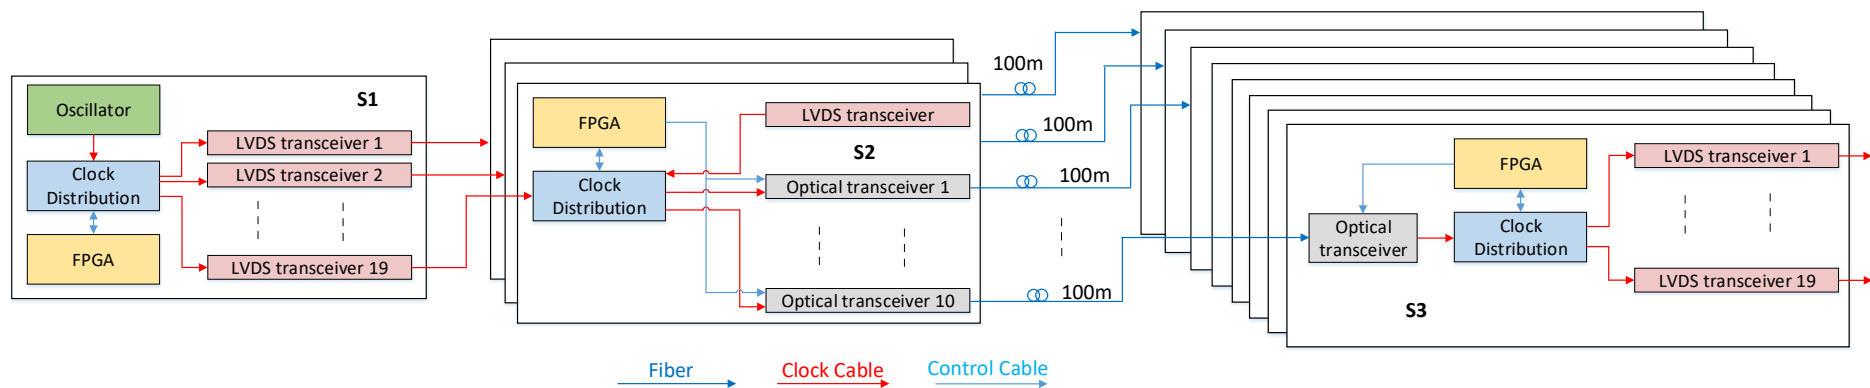 S1
Oscillator
Clock
Distribution
FPGA
LVDS transceiver 1
LVDS transceiver 2
LVDS transceiver 19
FPGA
Clock
Distribution
LVDS transceiver
S2
Optical transceiver 1
Optical transceiver 10
100m
100m
100m
100m
Optical
transceiver
FPGA
Clock
Distribution
LVDS transceiver 1
LVDS transceiver 19
S3
Fiber
Clock Cable
Control Cable